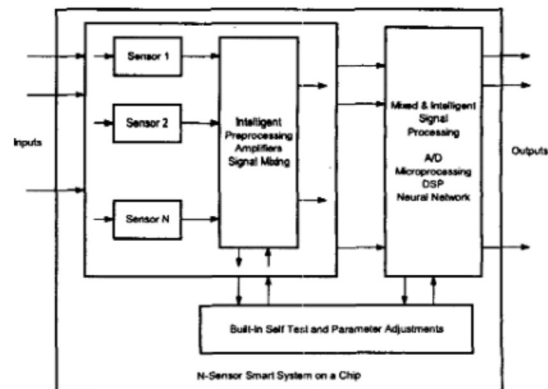 Inputs
Sensor 1
Sensor 2
Sensor N
Intelligent
Preprocessing
Amplifiers
Signal Mixing
Mixed & Intelligent
Signal
Processing
A/D
Microprocessing
DSP
Neural Network
Outputs
Built-In Self Test and Parameter Adjustments
N-Sensor Smart System on a Chip